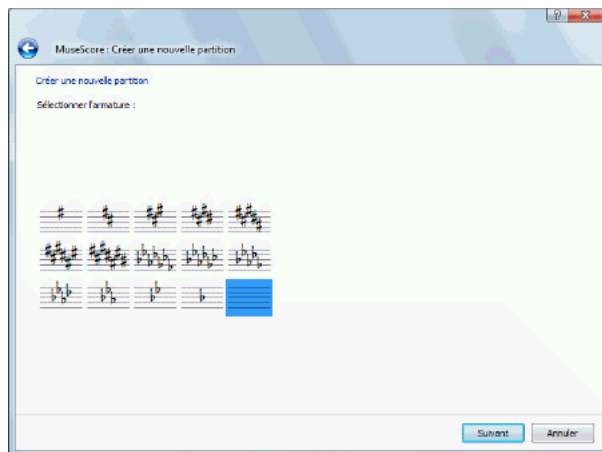 MuseScore : Créer une nouvelle partition
Créer une nouvelle partition
Sélectionner l'armature :
Suivant
Annuler